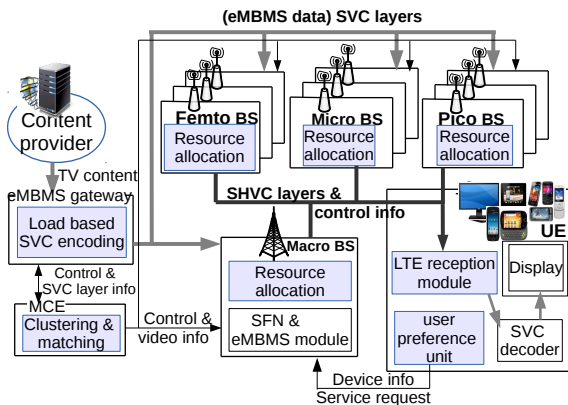 (eMBMS data) SVC layers
Femto BS
Resource
allocation
Micro BS
Resource
allocation
Pico BS
Resource
allocation
Content
provider
TV content
eMBMS gateway
Load based
SVC encoding
Control &
SVC layer info
MCE
Clustering &
matching
Control &
video info
SHVC layers &
control info
Macro BS
Resource
allocation
SFN &
eMBMS module
UE
LTE reception
module
Display
user
preference
unit
SVC
decoder
Device info
Service request